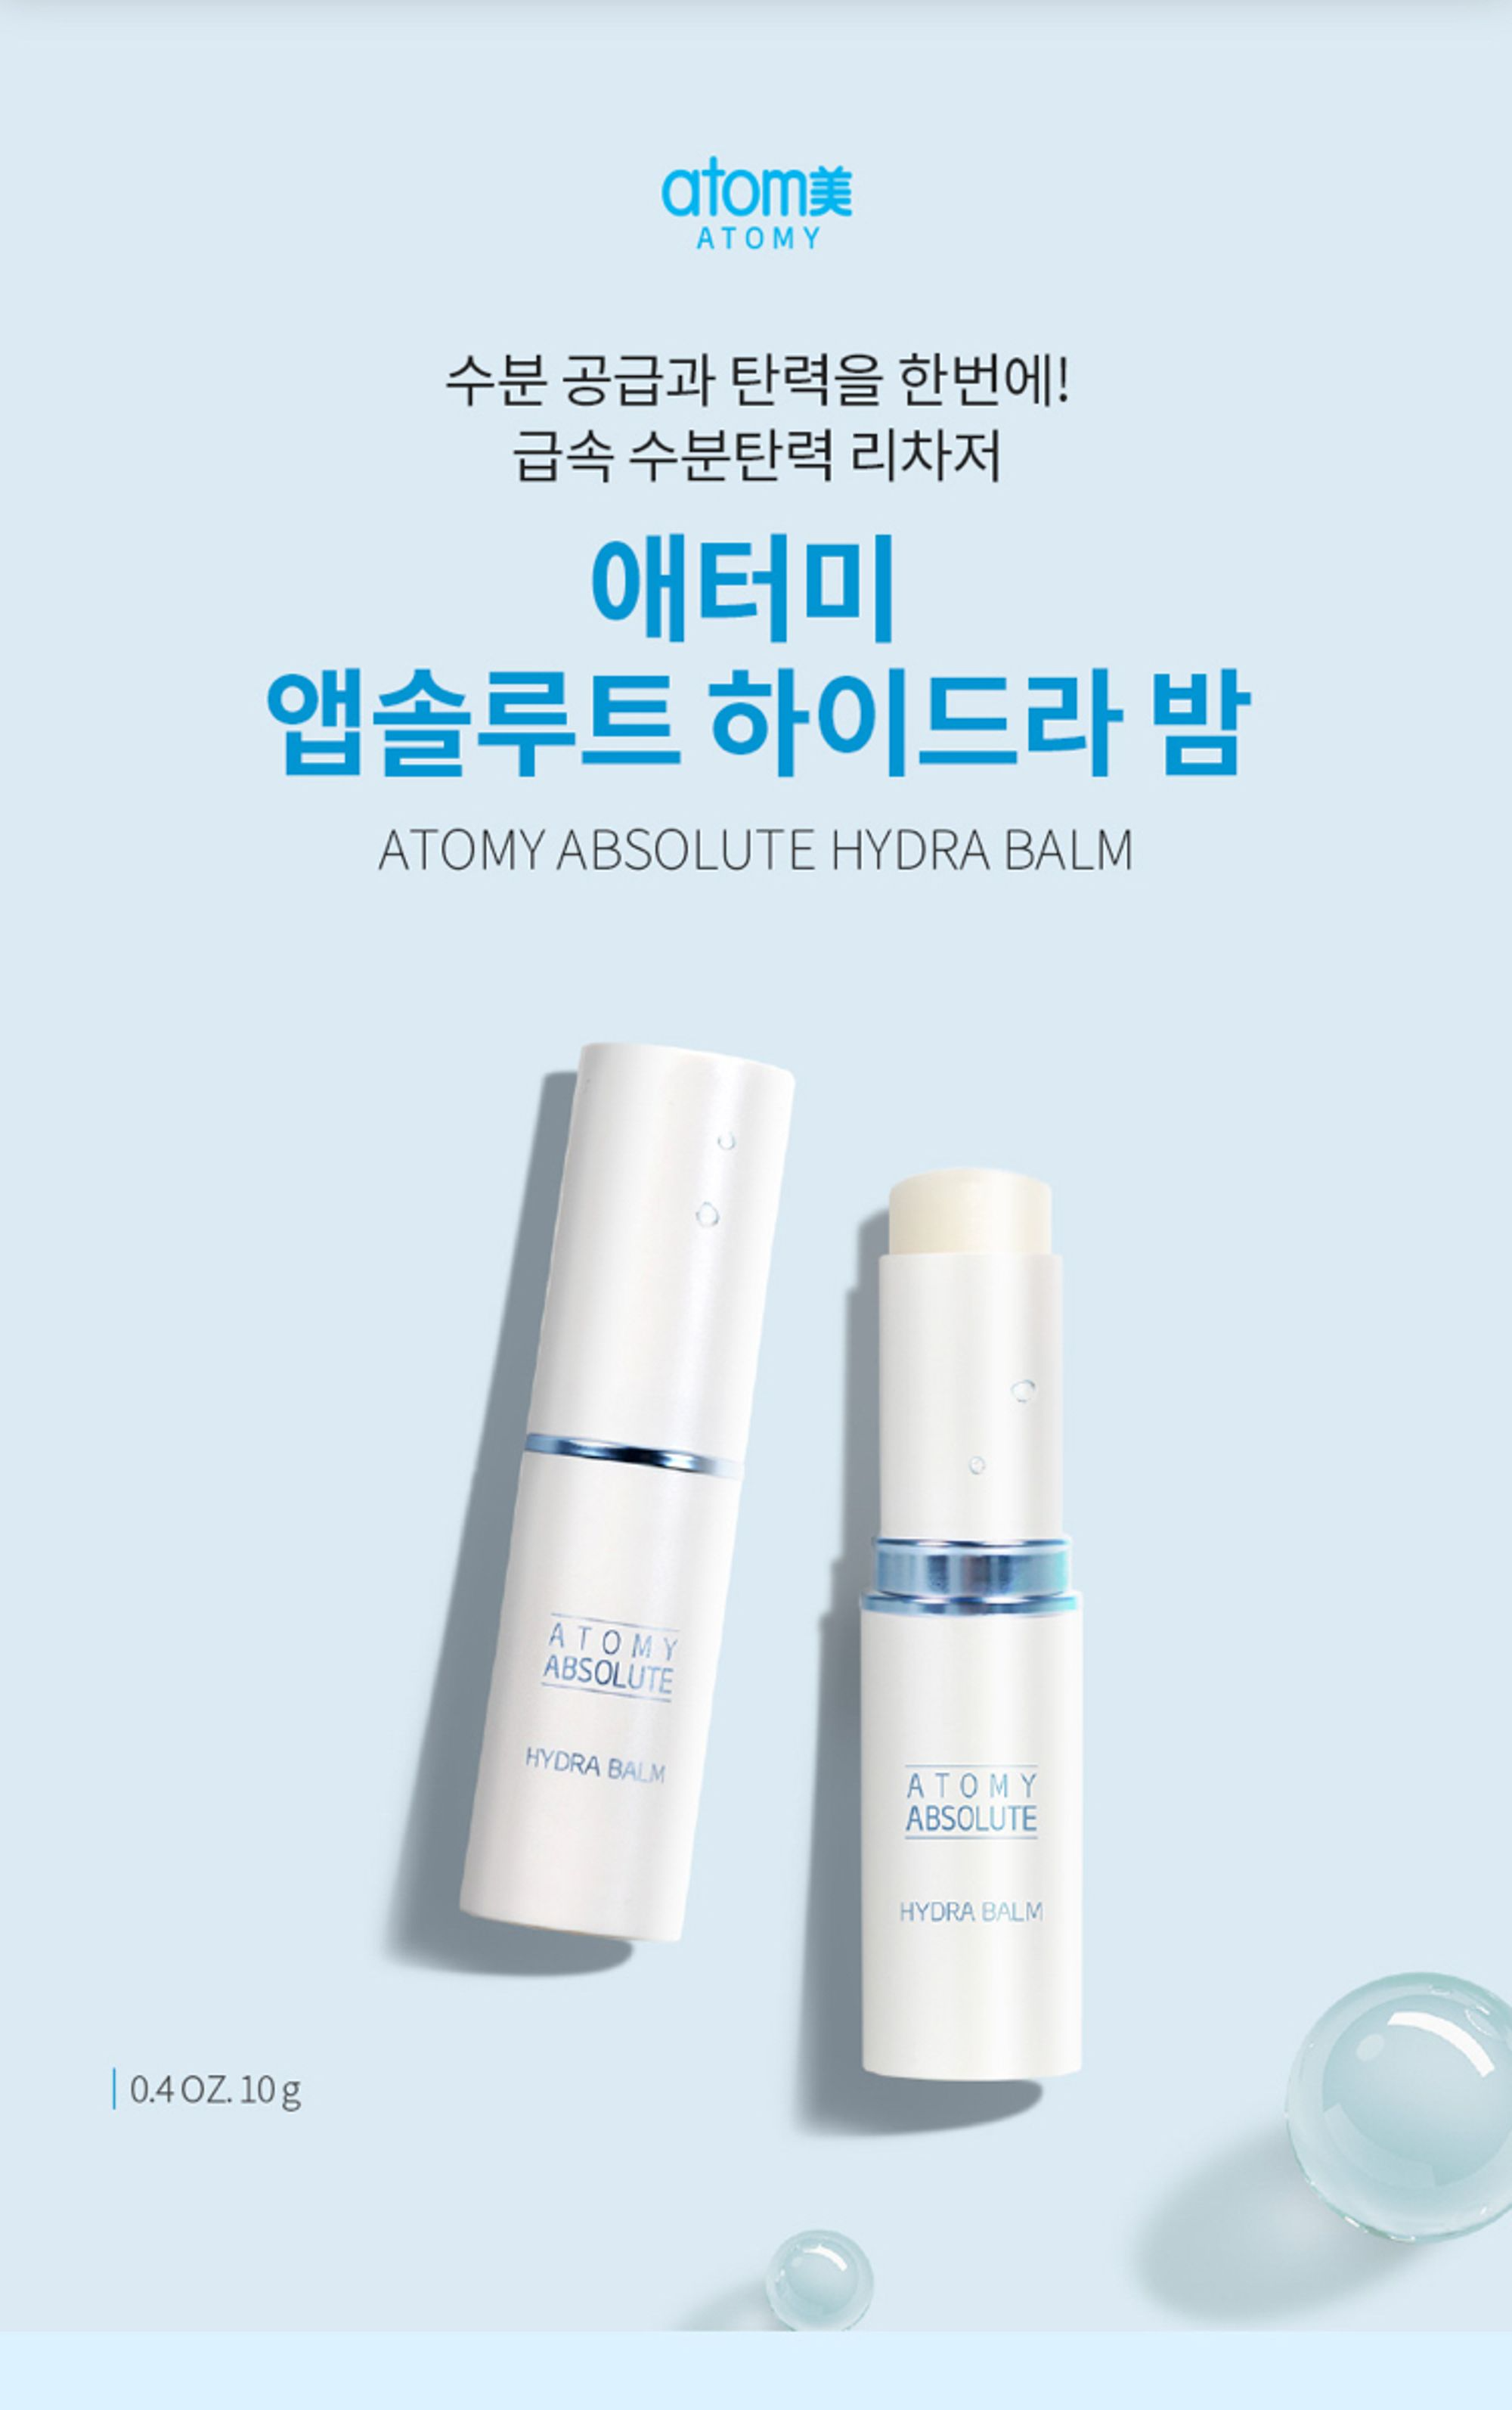 atom美
ATOMY
수분 공급과 탄력을 한번에!
급속 수분탄력 리차저
애터미
앱솔루트 하이드라 밤
ATOMY ABSOLUTE HYDRA BALM
ATOMY
ABSOLUTE
HYDRA BALM
ATOMY
ABSOLUTE
HYDRA BALM
0.4 OZ. 10 g